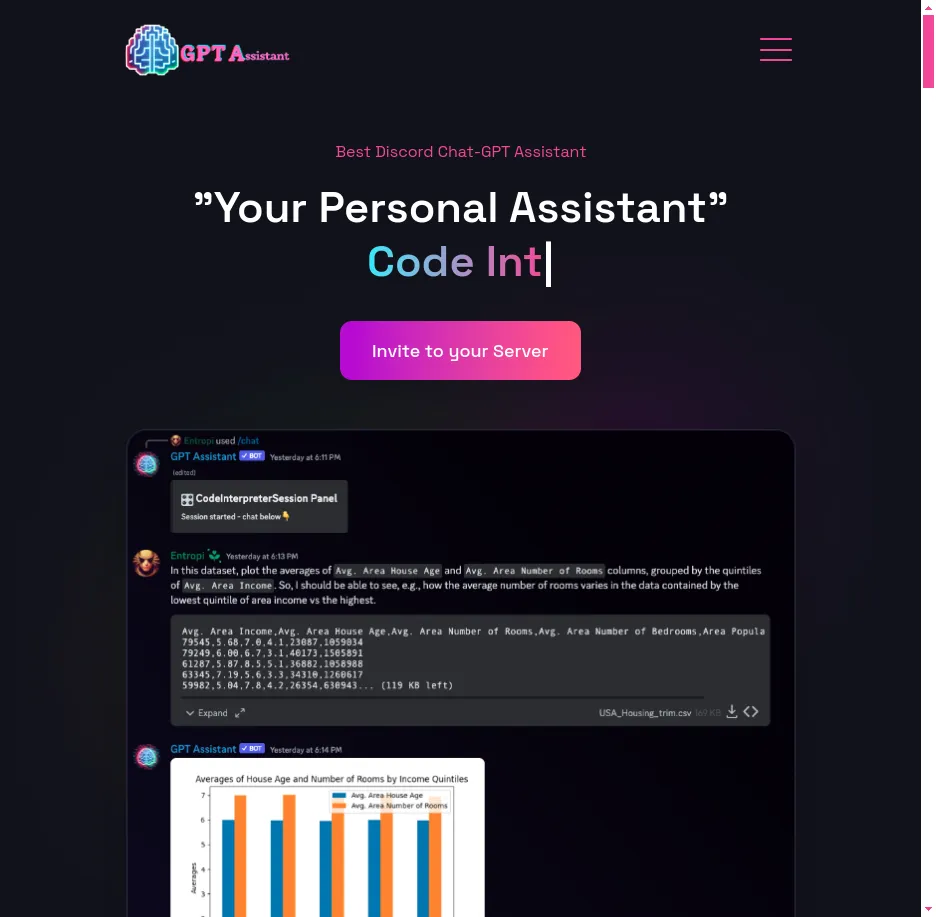 GPT Assistant
Best Discord Chat-GPT Assistant
”Your Personal Assistant”
Code Int
Invite to your Server
Entropi used /chat
GPT Assistant ✓ BOT Yesterday at 6:11 PM
(edited)
CodeInterpreterSession Panel
Session started - chat below👇
Entropi Yesterday at 6:13 PM
In this dataset, plot the averages of Avg. Area House Age and Avg. Area Number of Rooms columns, grouped by the quintiles
of Avg. Area Income. So, I should be able to see, e.g., how the average number of rooms varies in the data contained by the
lowest quintile of area income vs the highest.
Avg. Area Income,Avg. Area House Age,Avg. Area Number of Rooms,Avg. Area Number of Bedrooms,Area Popula
79545,5.68,7.0,4.1,23087,1059034
79249,6.00,6.7,3.1,40173,1505891
61287,5.87,8.5,5.1,36882,1058988
63345,7.19,5.6,3.3,34310,1260617
59982,5.04,7.8,4.2,26354,630943... (119 KB left)
Expand USA_Housing_trim.csv 169 KB
GPT Assistant ✓ BOT Yesterday at 6:14 PM
Averages of House Age and Number of Rooms by Income Quintiles
Avg. Area House Age
Avg. Area Number of Rooms
7
6
5
4
3
Averages